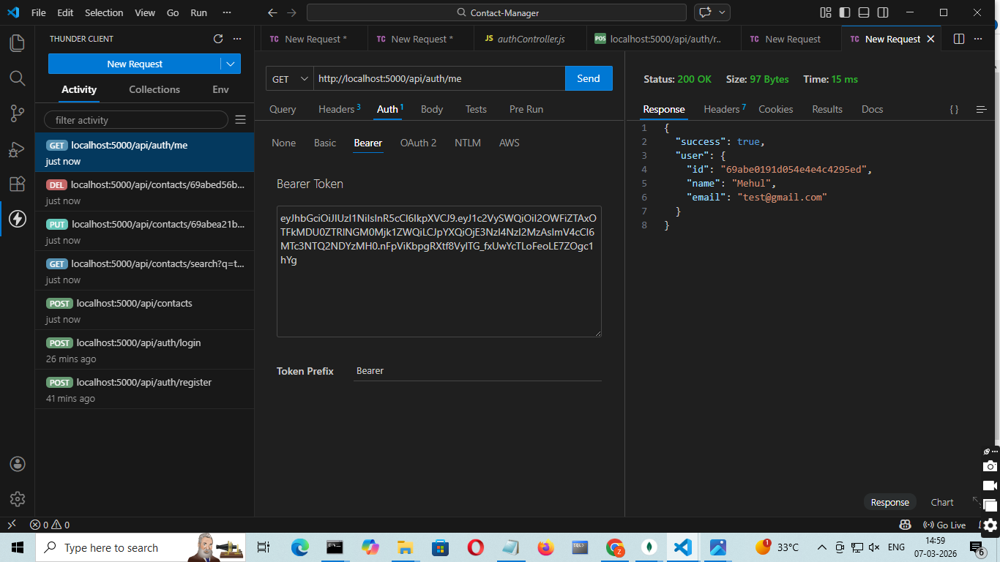 File Edit Selection View Go Run ···
Contact-Manager
THUNDER CLIENT
New Request
Activity Collections Env
filter activity
GET localhost:5000/api/auth/me
just now
DEL localhost:5000/api/contacts/69abed56b...
just now
PUT localhost:5000/api/contacts/69abea21b...
just now
GET localhost:5000/api/contacts/search?q=t...
just now
POST localhost:5000/api/contacts
just now
POST localhost:5000/api/auth/login
26 mins ago
POST localhost:5000/api/auth/register
41 mins ago
TC New Request *
TC New Request *
JS authController.js
POS localhost:5000/api/auth/r..
TC New Request
TC New Request
GET http://localhost:5000/api/auth/me Send
Query Headers 3 Auth 1 Body Tests Pre Run
None Basic Bearer OAuth 2 NTLM AWS
Bearer Token
Token Prefix Bearer
Status: 200 OK Size: 97 Bytes Time: 15 ms
Response Headers 7 Cookies Results Docs { }
1 {
2 "success": true,
3 "user": {
4 "id": "69abe0191d054e4e4c4295ed",
5 "name": "Mehul",
6 "email": "test@gmail.com"
7 }
8 }
Response Chart
0 0
Go Live
Type here to search
SQL
Z
1
33°C
ENG
14:59
07-03-2026
6